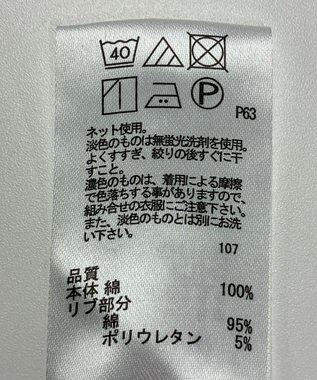 40
P
P63
ネット使用。
淡色のものは無蛍光洗剤を使用。
よくすすぎ、絞りの後すぐに干
すこと。
濃色のものは、着用による摩擦
で色落ちする事がありますので、
組み合せの衣服にご注意下さい。
また、淡色のものとは別にお洗
い下さい。
107
品質
本体 綿 100%
リブ部分
綿 95%
ポリウレタン 5%